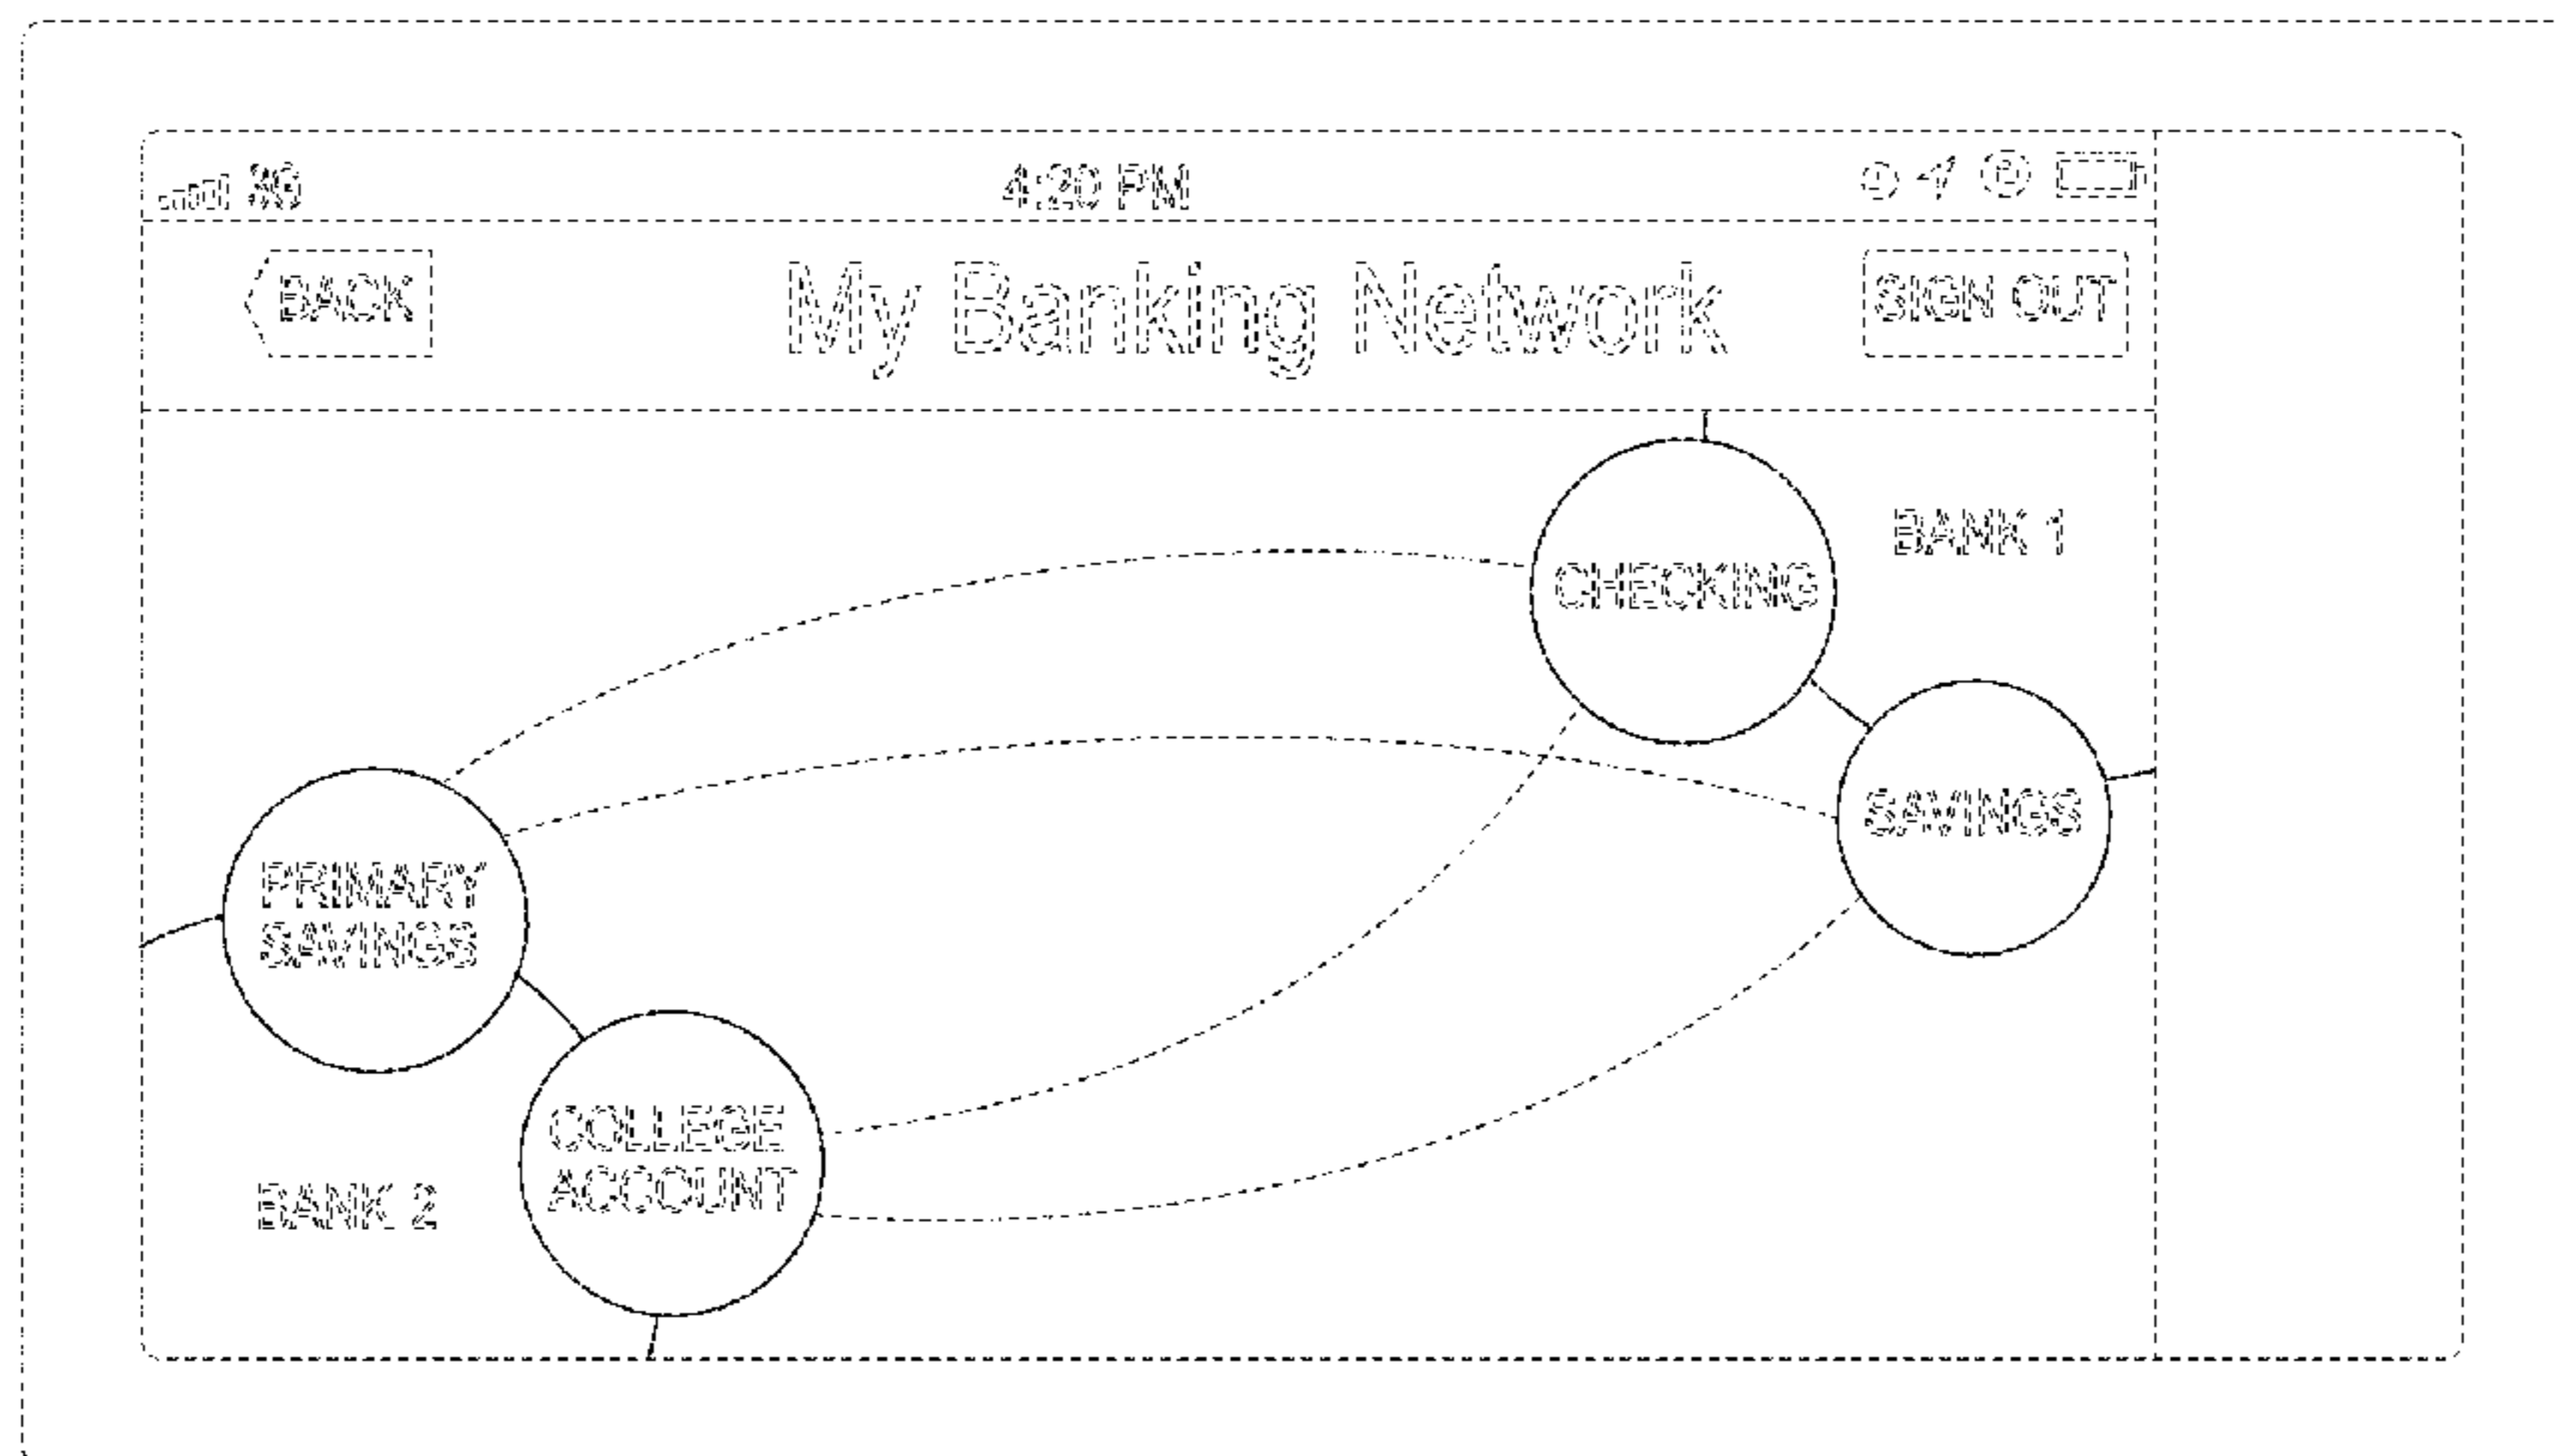 3G
4:20 PM
BACK
My Banking Network
SIGN OUT
BANK 1
CHECKING
SAVINGS
PRIMARY
SAVINGS
COLLEGE
ACCOUNT
BANK 2